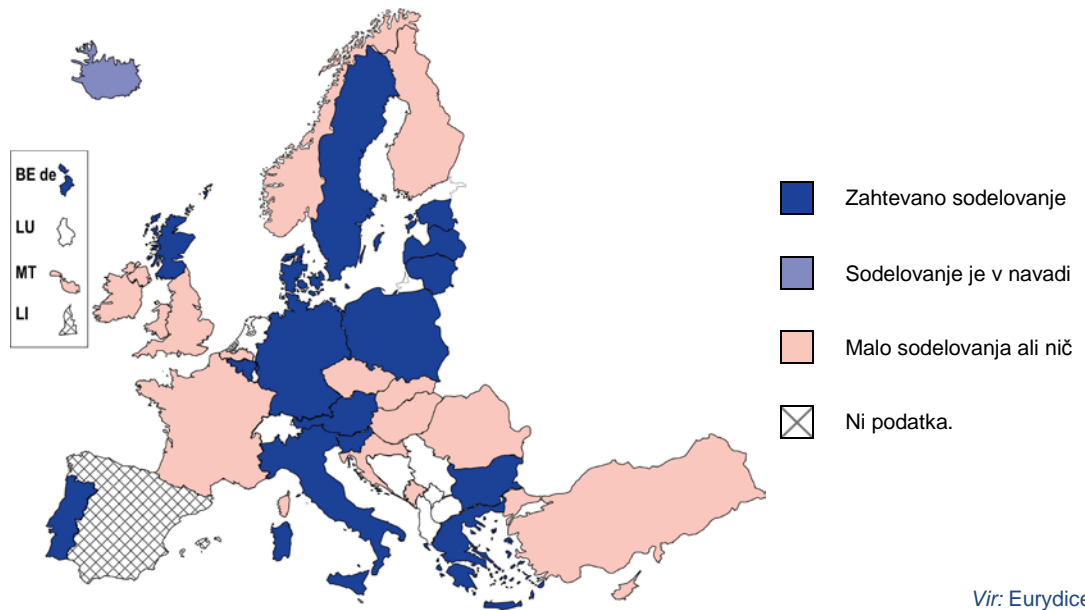 BE de
LU
MT
LI
Zahtevano sodelovanje
Sodelovanje je v navadi
Malo sodelovanja ali nič
Ni podatka.
Vir: Eurydice